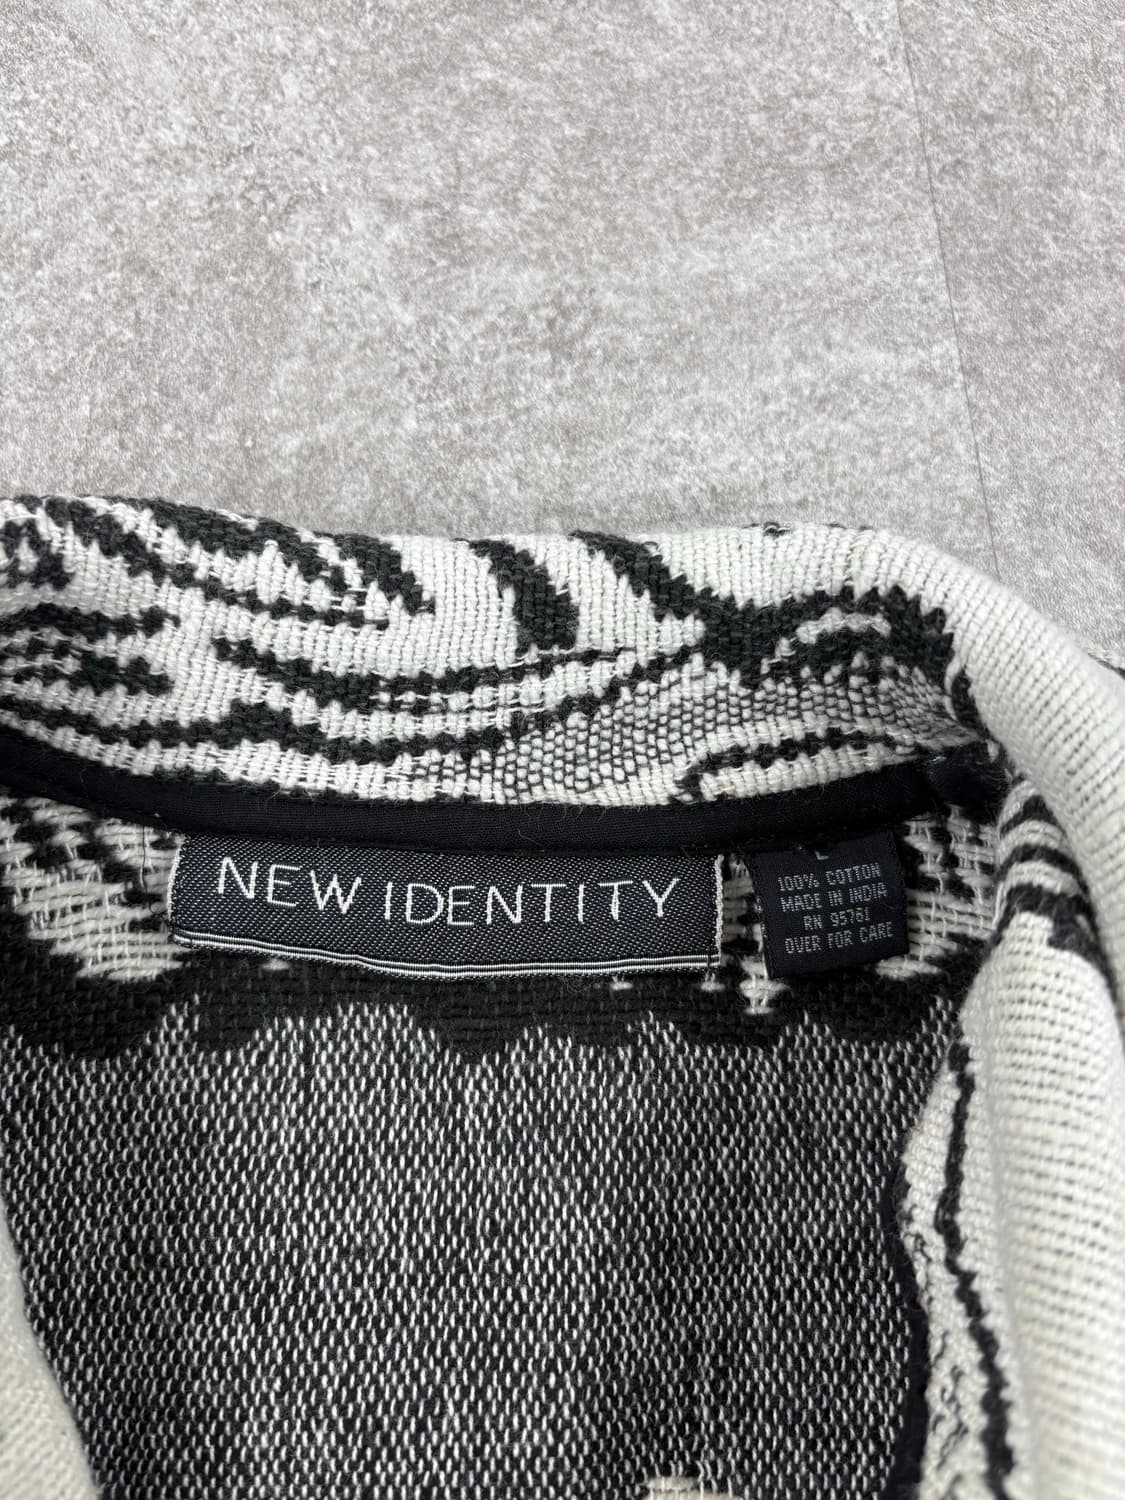 NEW IDENTITY
L
100% COTTON
MADE IN INDIA
RN 95761
OVER FOR CARE